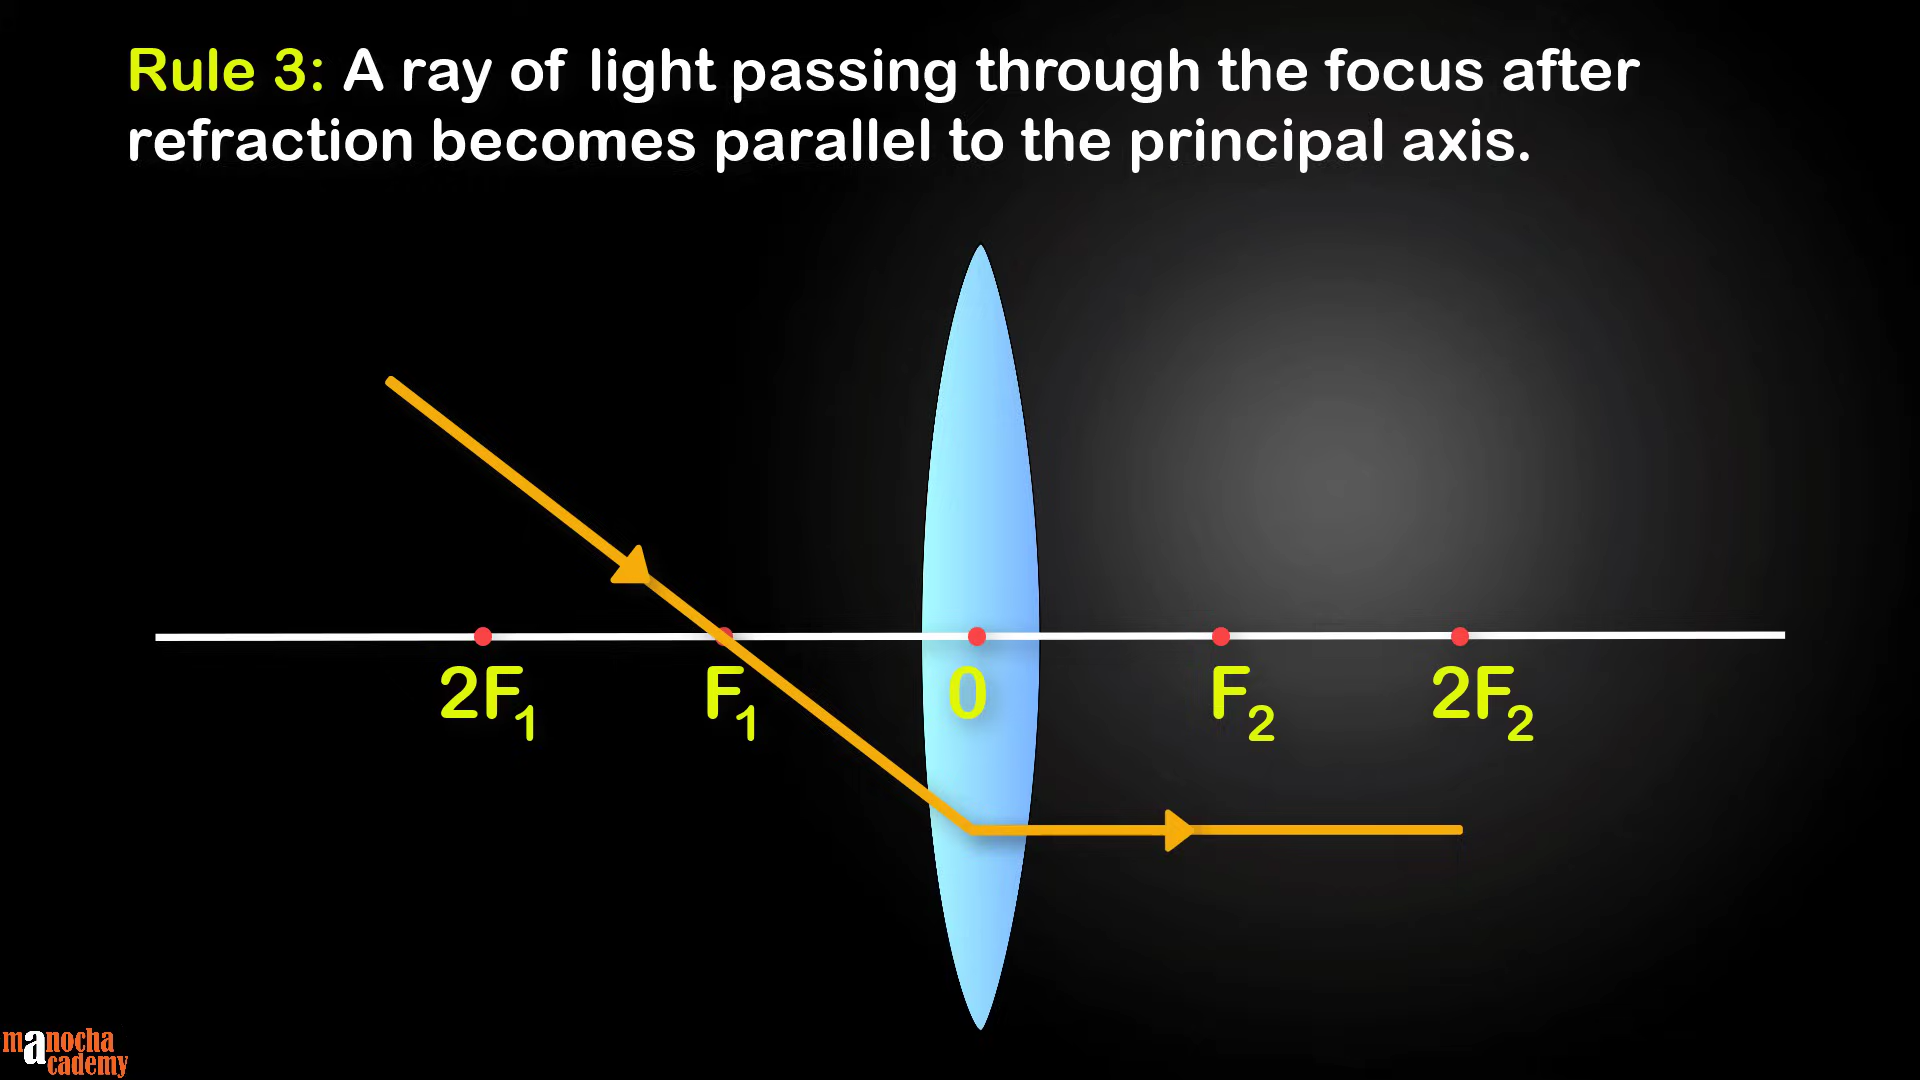 Rule 3: A ray of light passing through the focus after
refraction becomes parallel to the principal axis.
2F1 F1 0 F2 2F2
manocha
academy